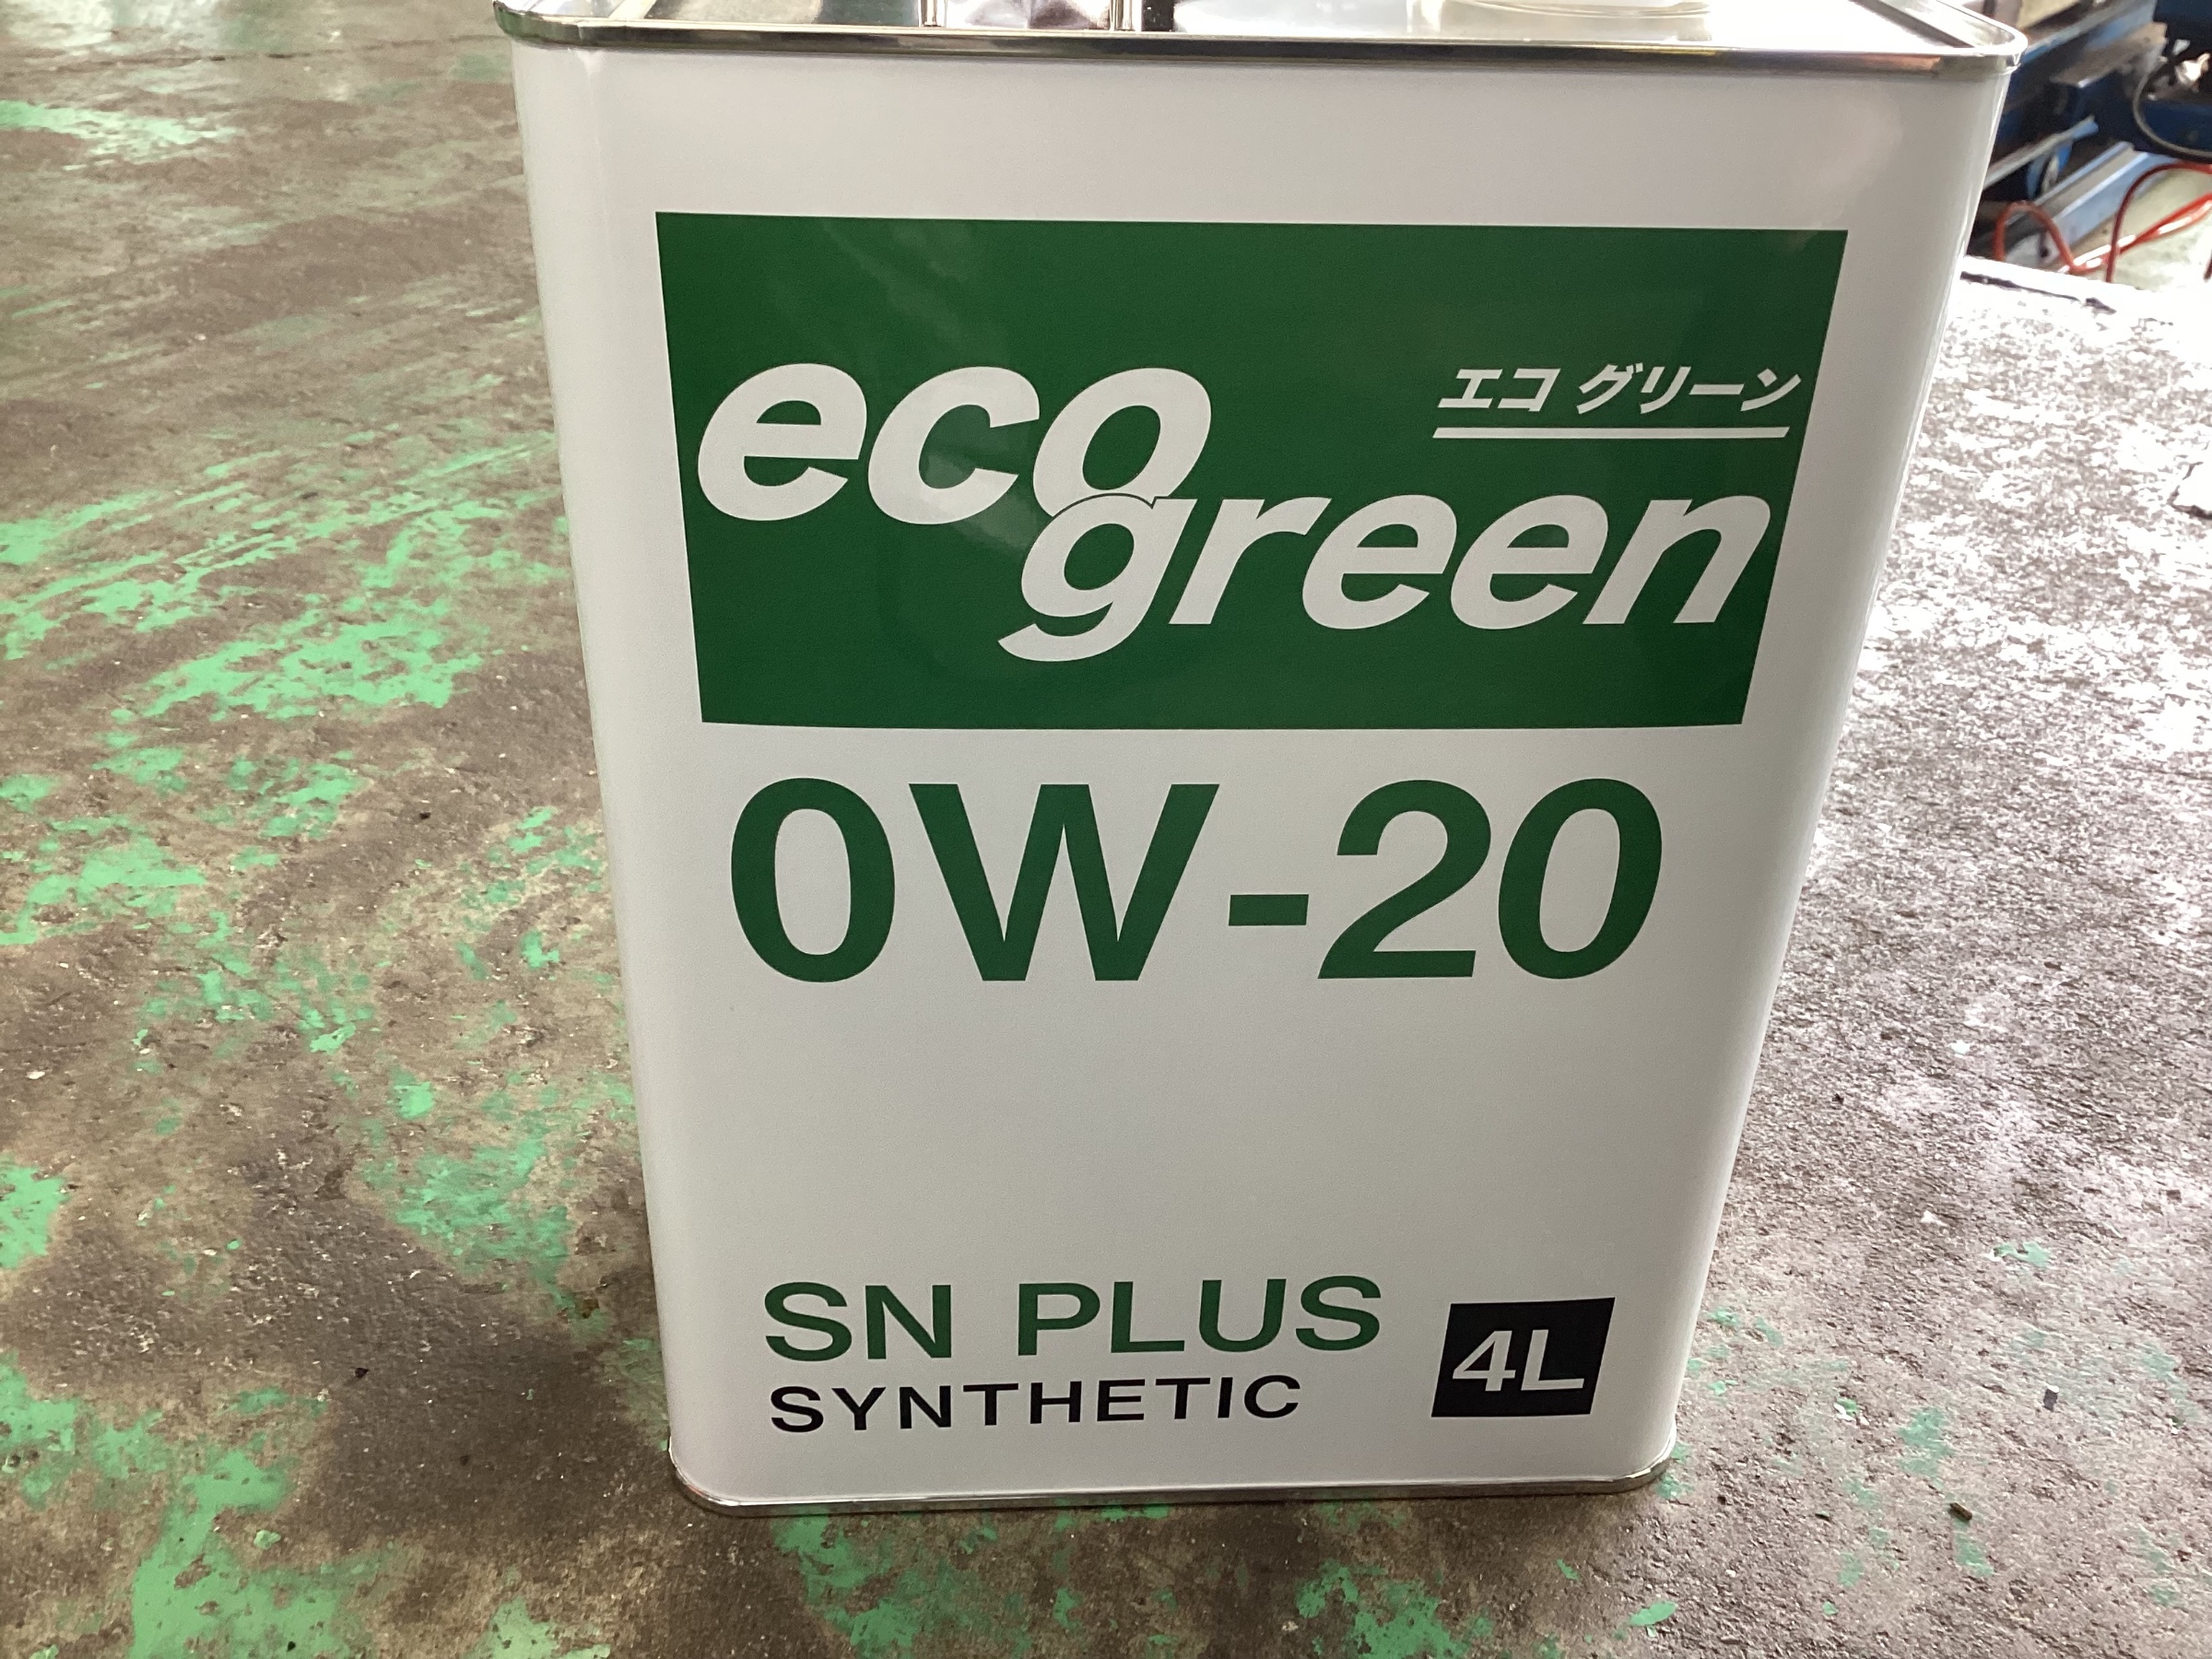 eco
エコ グリーン
green
0W-20
SN PLUS
SYNTHETIC
4L